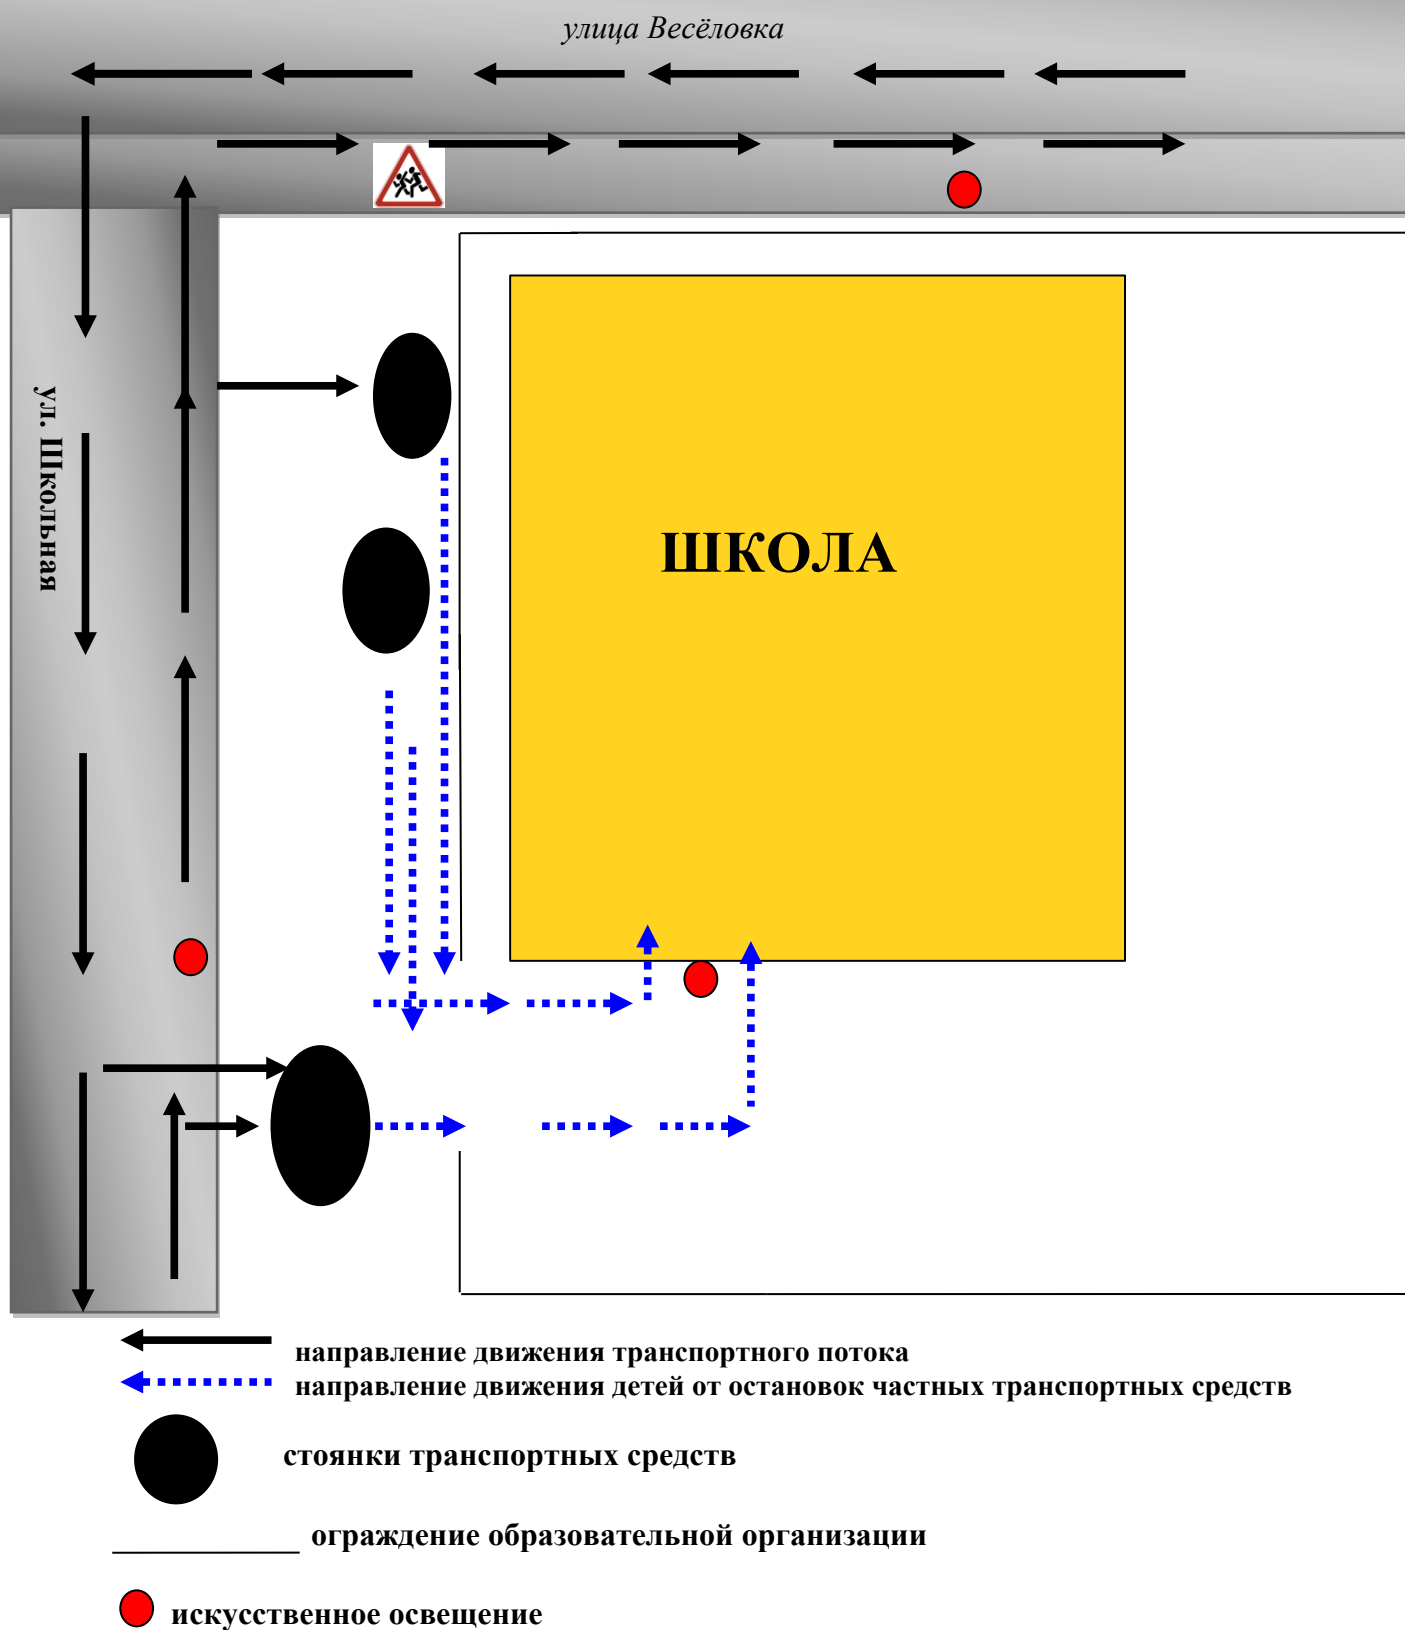 улица Весёловка
ул. Школьная
ШКОЛА
направление движения транспортного потока
направление движения детей от остановок частных транспортных средств
стоянки транспортных средств
ограждение образовательной организации
искусственное освещение